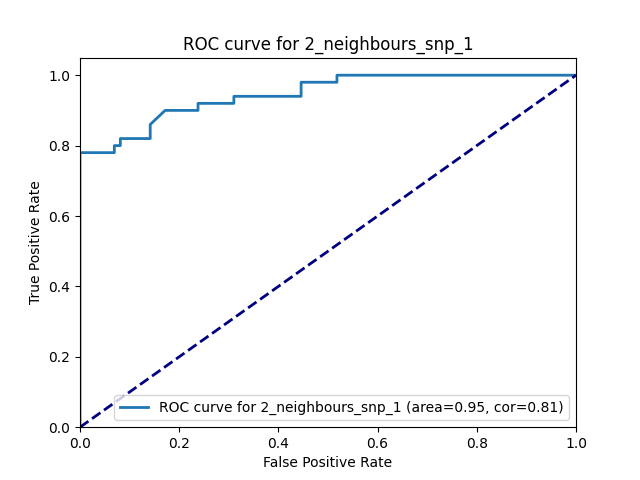 ROC curve for 2_neighbours_snp_1
True Positive Rate
1.0
0.8
0.6
0.4
0.2
0.0
ROC curve for 2_neighbours_snp_1 (area=0.95, cor=0.81)
0.0 0.2 0.4 0.6 0.8 1.0
False Positive Rate